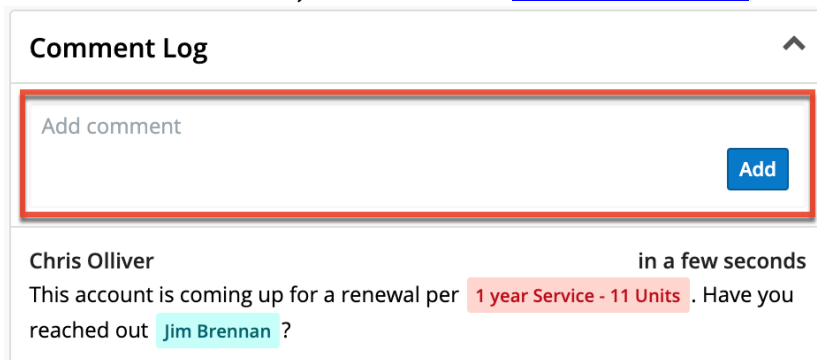 Comment Log
Add comment
Add
Chris Olliver in a few seconds
This account is coming up for a renewal per 1 year Service - 11 Units . Have you
reached out Jim Brennan ?